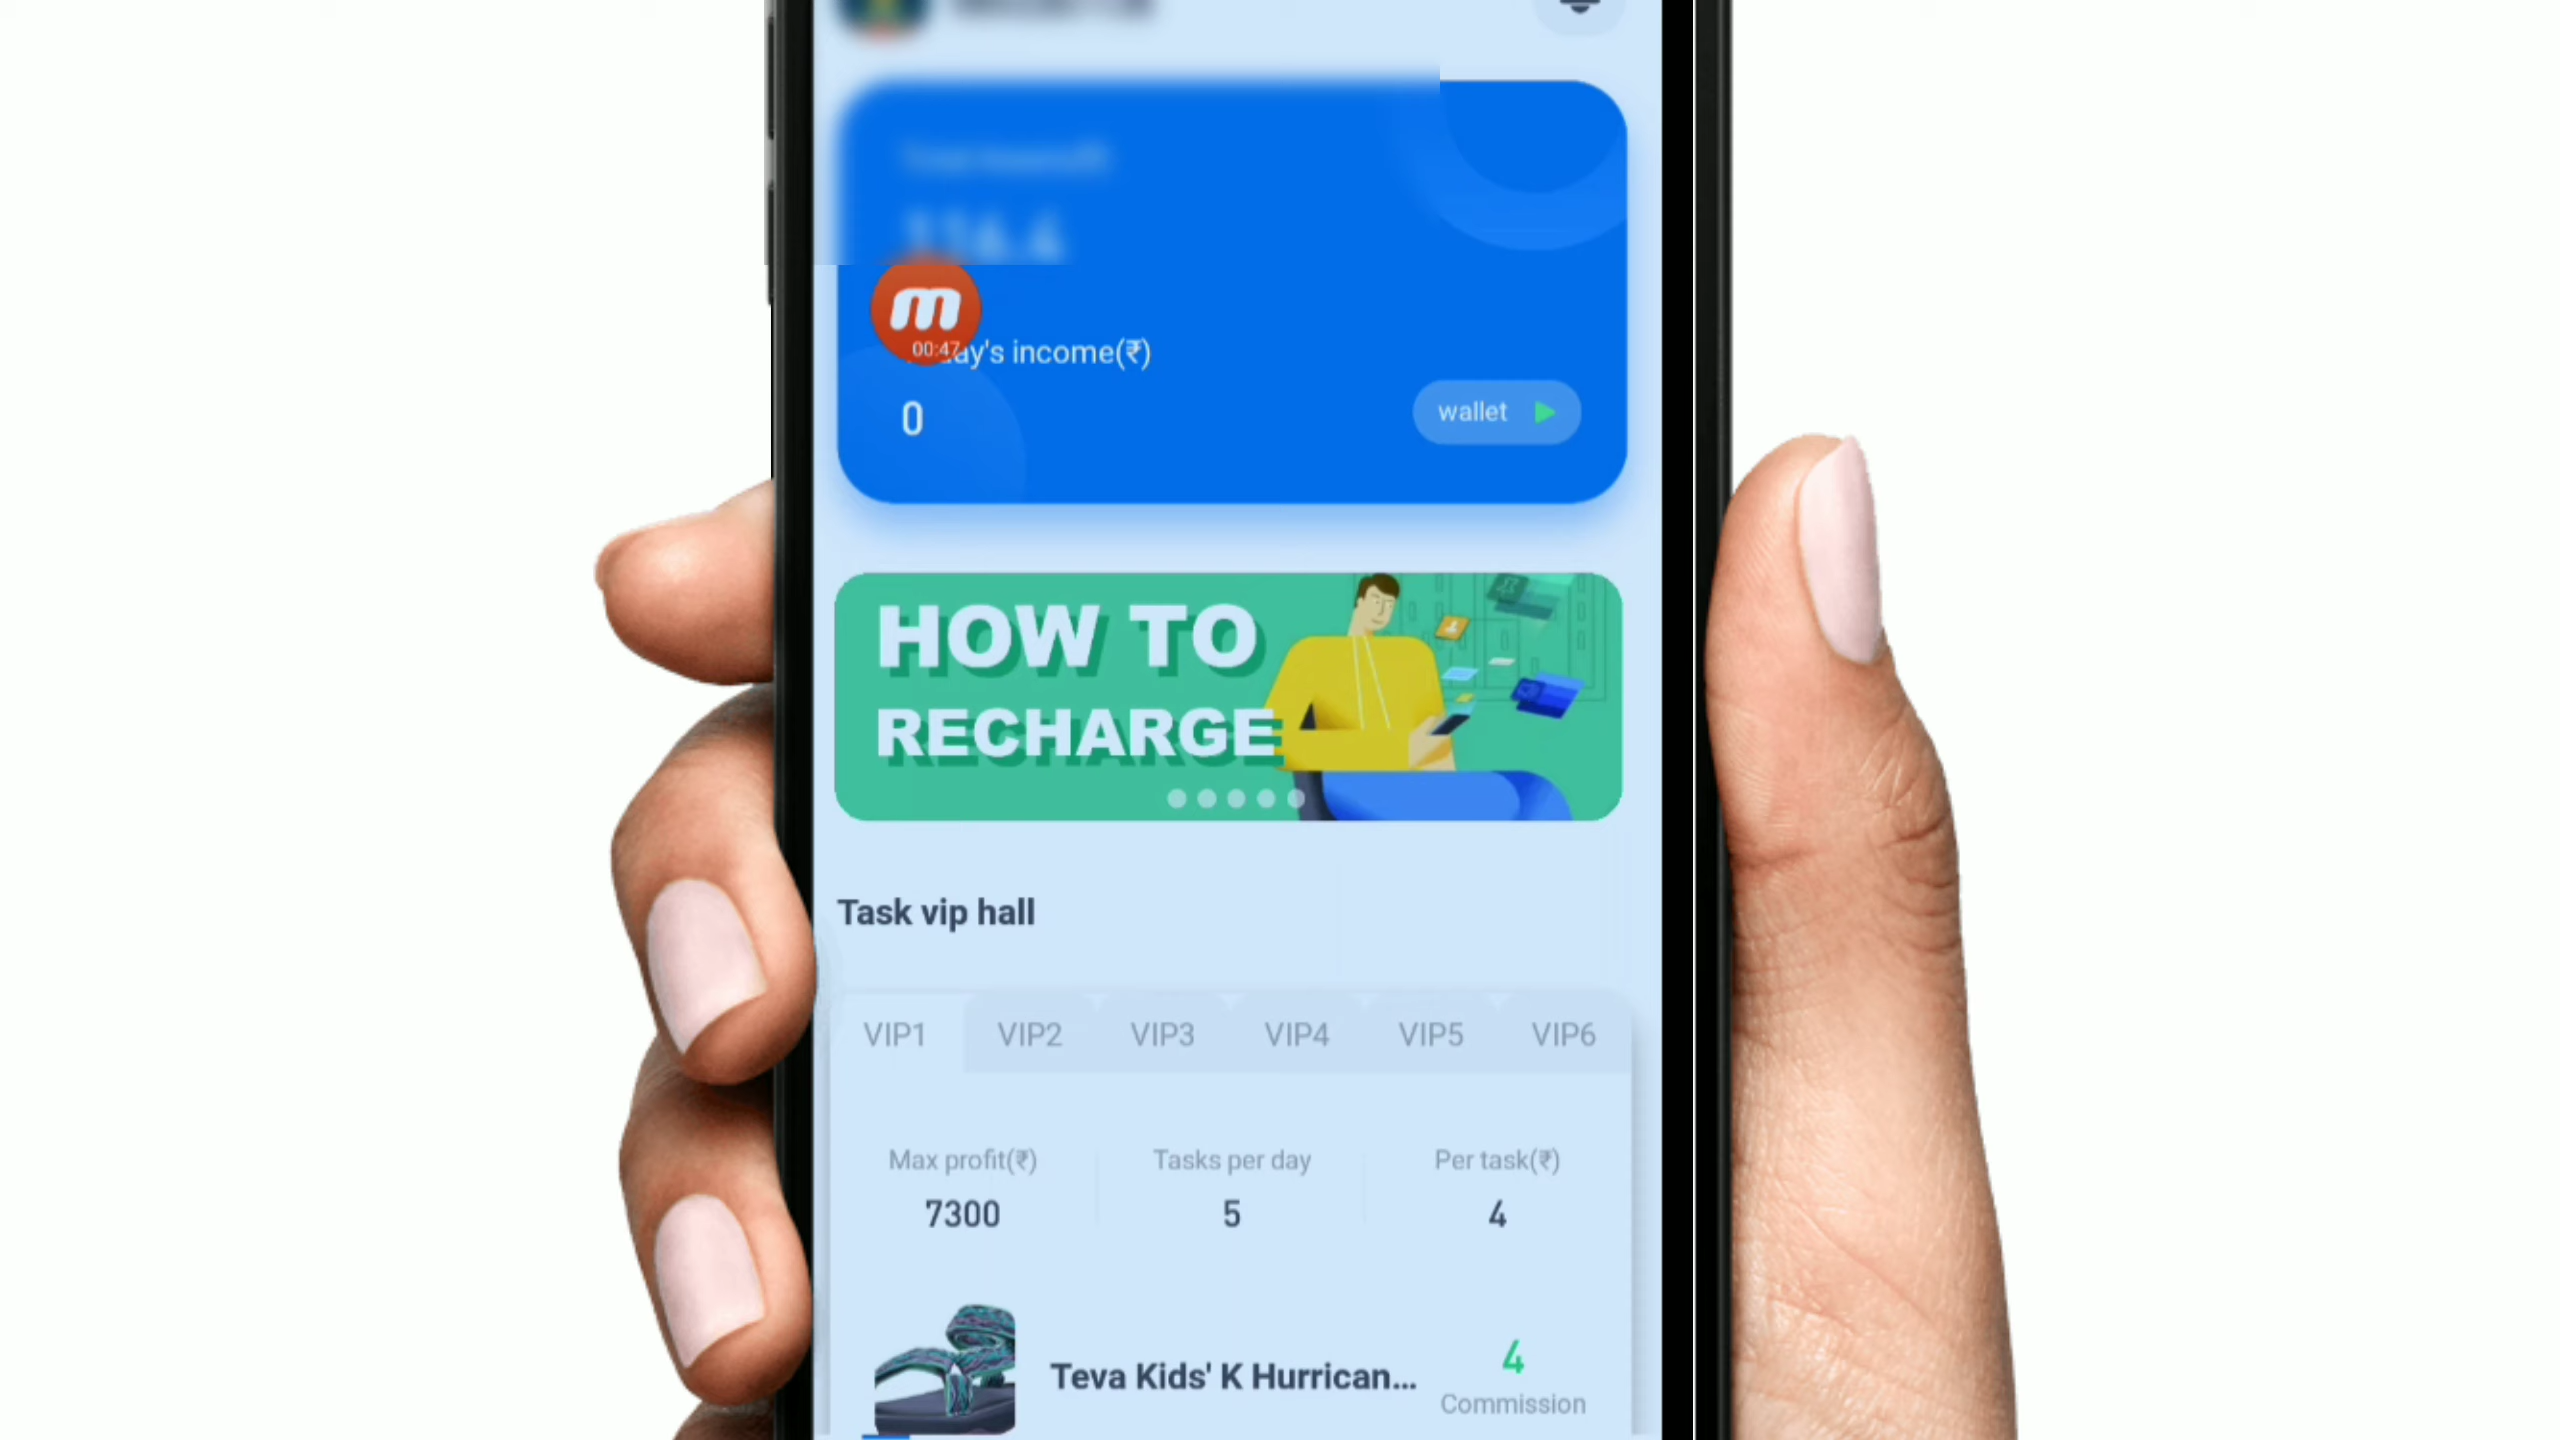 m
00:47
ay's income(₹)
0
wallet
HOW TO
RECHARGE
Task vip hall
VIP1 VIP2 VIP3 VIP4 VIP5 VIP6
Max profit(₹) Tasks per day Per task(₹)
7300 5 4
Teva Kids' K Hurrican...
4
Commission